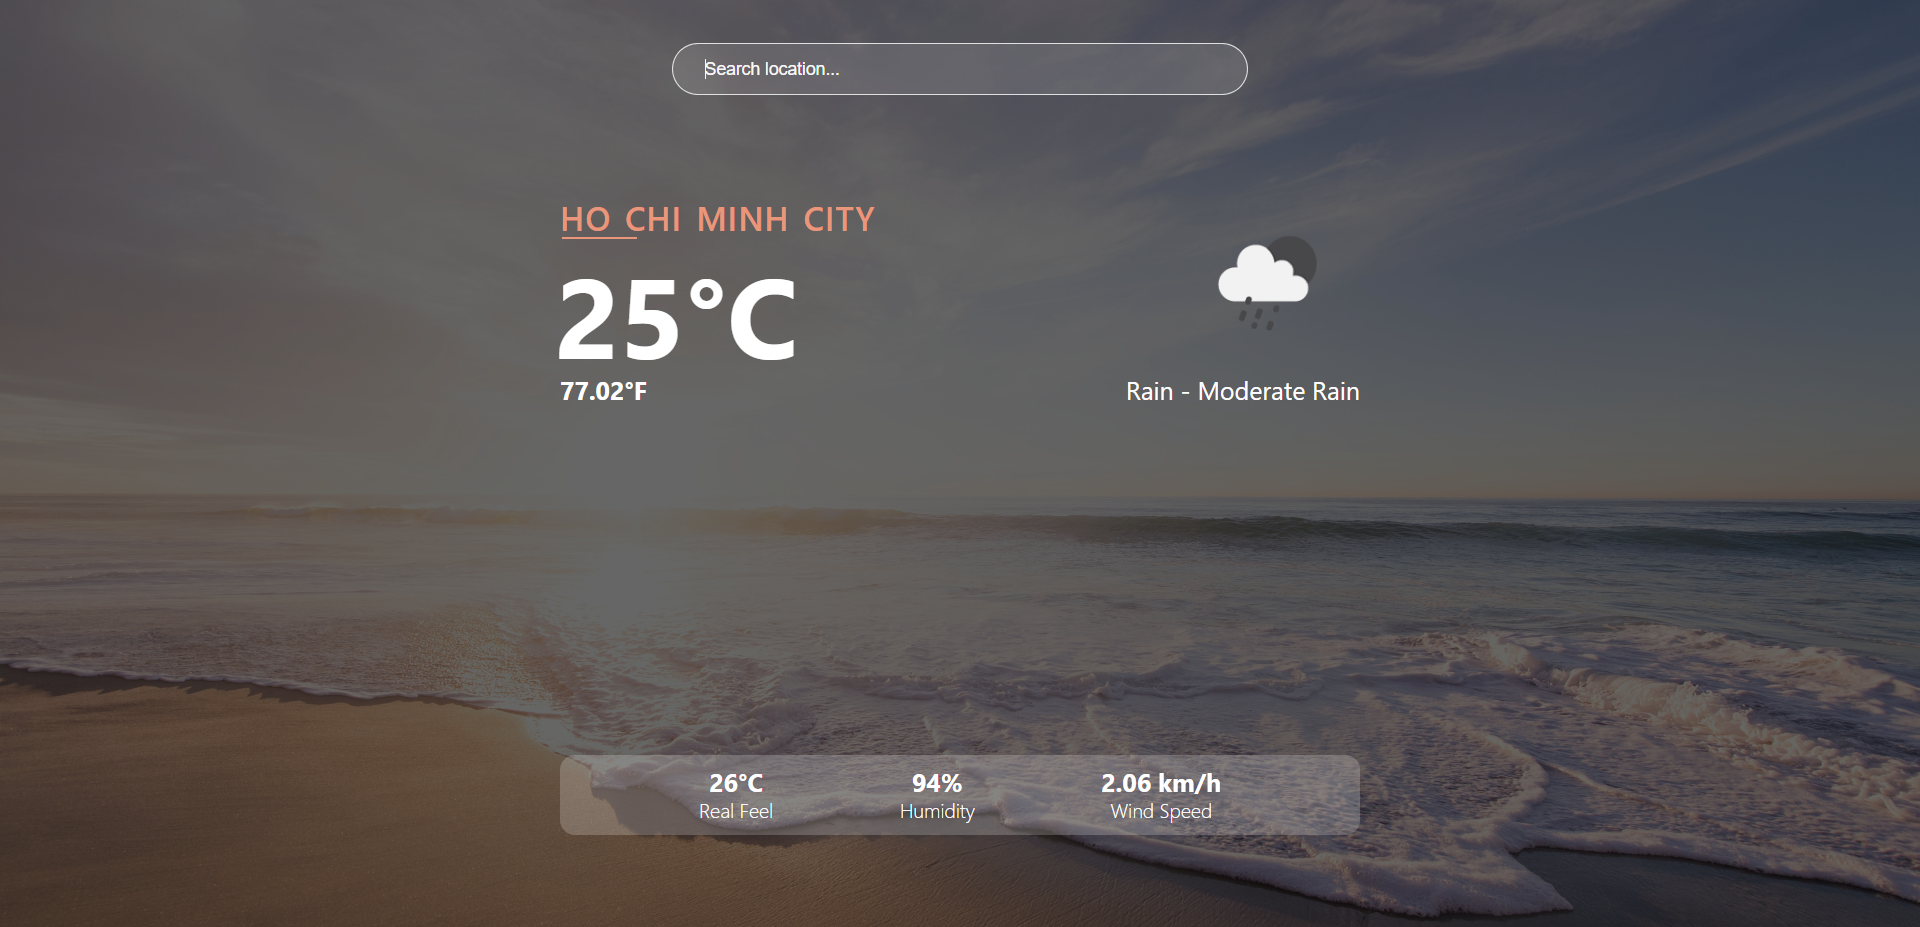 Search location...
HO CHI MINH CITY
25°C
77.02°F
Rain - Moderate Rain
26°C
Real Feel
94%
Humidity
2.06 km/h
Wind Speed